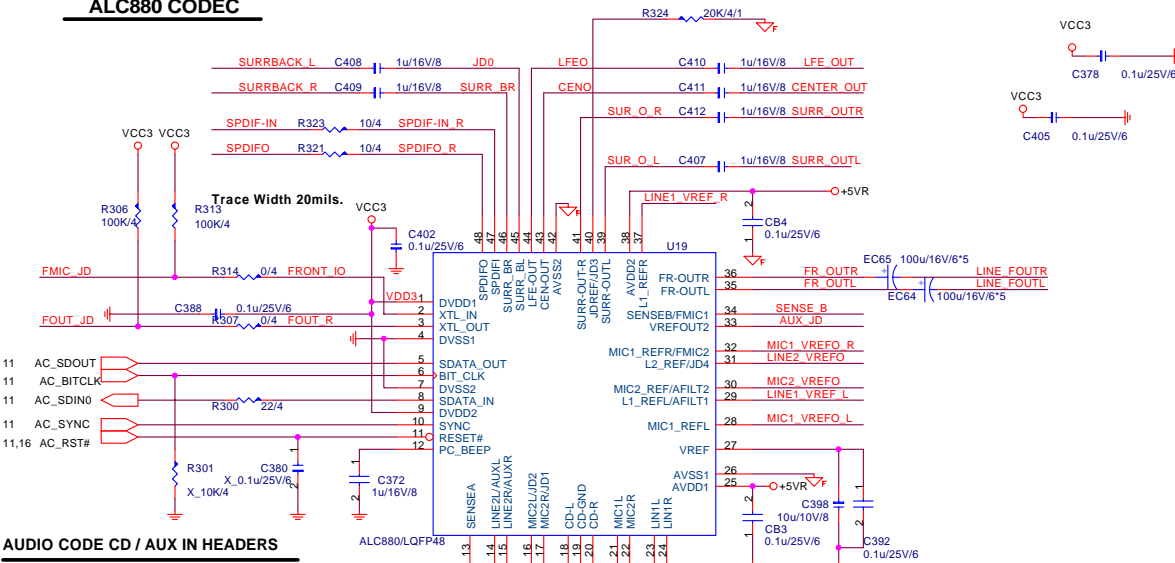 ALC880 CODEC
R324 20K/4/1
F
VCC3
C378 0.1u/25V/6
VCC3
C405 0.1u/25V/6
SURRBACK_L C408 1u/16V/8 JD0
LFEO C410 1u/16V/8 LFE_OUT
SURRBACK_R C409 1u/16V/8 SURR_BR
CENO C411 1u/16V/8 CENTER_OUT
SUR_O_R C412 1u/16V/8 SURR_OUTR
SPDIF-IN R323 10/4 SPDIF-IN_R
VCC3 VCC3
SPDIFO R321 10/4 SPDIFO_R
SUR_O_L C407 1u/16V/8 SURR_OUTL
Trace Width 20mils.
LINE1_VREF_R
+5VR
R306 100K/4
R313 100K/4
VCC3
C402 0.1u/25V/6
F
2
1
CB4
0.1u/25V/6
F
48 47 46 45 44 43 42 41 40 39 38 37
U19
SPDIFO
SPDIFI
SURR_BR
SURR_BL
LFE-OUT
CEN-OUT
AVSS2
SURR-OUT-R
JDREF/JD3
SURR-OUTL
AVDD2
L1_REFR
EC65 100u/16V/6*5
FMIC_JD R314 0/4 FRONT_IO
FR-OUTR 36 FR_OUTR LINE_FOUTR
FR-OUTL 35 FR_OUTL LINE_FOUTL
+
+
EC64 100u/16V/6*5
VDD3 1 DVDD1
C388 0.1u/25V/6
2 XTL_IN
FOUT_JD R307 0/4 FOUT_R
3 XTL_OUT
4 DVSS1
SENSEB/FMIC1 34 SENSE_B
VREFOUT2 33 AUX_JD
MIC1_REFR/FMIC2 32 MIC1_VREFO_R
L2_REF/JD4 31 LINE2_VREFO
11 AC_SDOUT 5 SDATA_OUT
11 AC_BITCLK 6 BIT_CLK
7 DVSS2
11 AC_SDIN0 R300 22/4 8 SDATA_IN
9 DVDD2
11 AC_SYNC 10 SYNC
11,16 AC_RST# 11 RESET#
12 PC_BEEP
MIC2_REF/AFILT2 30 MIC2_VREFO
L1_REFL/AFILT1 29 LINE1_VREF_L
MIC1_REFL 28 MIC1_VREFO_L
VREF 27
AVSS1 26
F
AVDD1 25 +5VR
R301
X_10K/4
1
2
C380
X_0.1u/25V/6
1
2
C372
1u/16V/8
2
1
CB3
0.1u/25V/6
C398
10u/10V/8
1
2
C392
0.1u/25V/6
SENSEA
LINE2L/AUXL
LINE2R/AUXR
MIC2L/JD2
MIC2R/JD1
CD-L
CD-GND
CD-R
MIC1L
MIC2R
LIN1L
LIN1R
ALC880/LQFP48
13 14 15 16 17 18 19 20 21 22 23 24
AUDIO CODE CD / AUX IN HEADERS